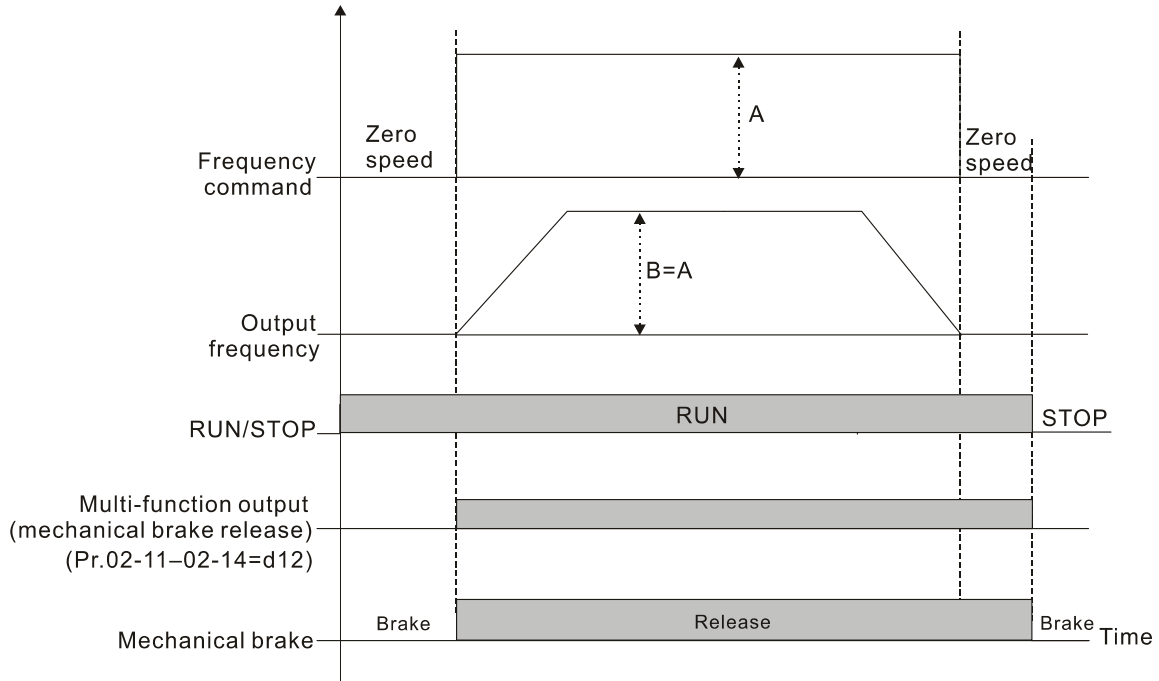 A
Zero
speed
Zero
speed
Frequency
command
B=A
Output
frequency
RUN
RUN/STOP
STOP
Multi-function output
(mechanical brake release)
(Pr.02-11–02-14=d12)
Brake
Release
Brake
Mechanical brake
Time